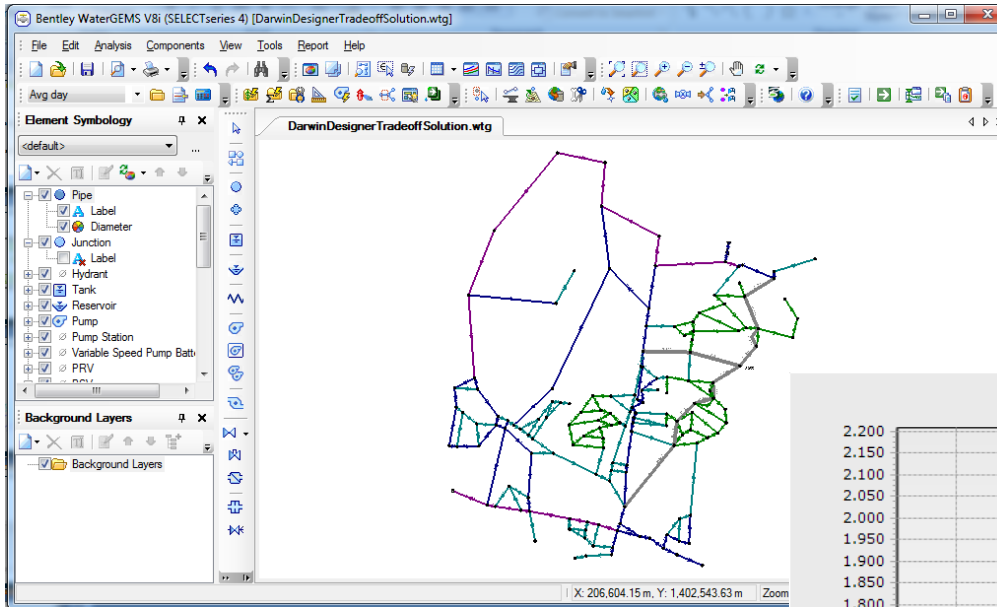 Bentley WaterGEMS V8i (SELECTseries 4) [DarwinDesignerTradeoffSolution.wtg]
File Edit Analysis Components View Tools Report Help
Avg day
Element Symbology
<default>
...
Pipe
Label
Diameter
Junction
Label
Hydrant
Tank
Reservoir
Pump
Pump Station
Variable Speed Pump Batt
PRV
Background Layers
Background Layers
DarwinDesignerTradeoffSolution.wtg
X: 206,604.15 m, Y: 1,402,543.63 m Zoom
2.200
2.150
2.100
2.050
2.000
1.950
1.900
1.850
1.800